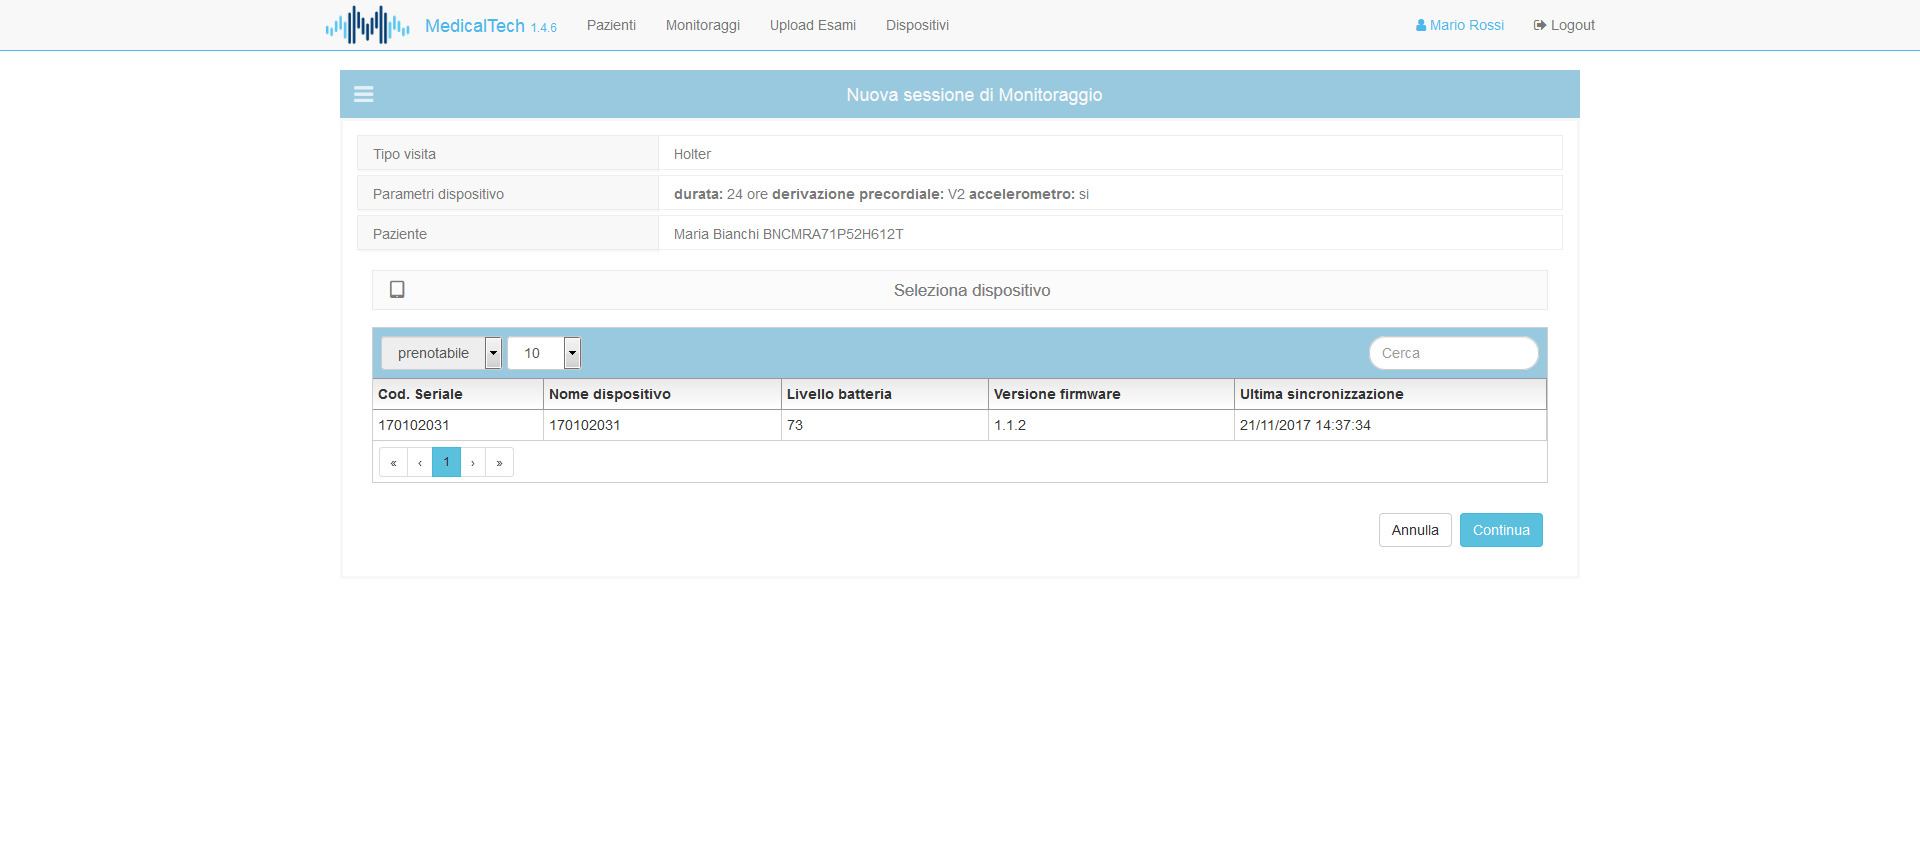 MedicalTech 1.4.6 Pazienti Monitoraggi Upload Esami Dispositivi Mario Rossi Logout
Nuova sessione di Monitoraggio
Tipo visita Holter
Parametri dispositivo durata: 24 ore derivazione precordiale: V2 accelerometro: si
Paziente Maria Bianchi BNCMRA71P52H612T
Seleziona dispositivo
prenotabile 10 Cerca
Cod. Seriale Nome dispositivo Livello batteria Versione firmware Ultima sincronizzazione
170102031 170102031 73 1.1.2 21/11/2017 14:37:34
« ‹ 1 › »
Annulla Continua